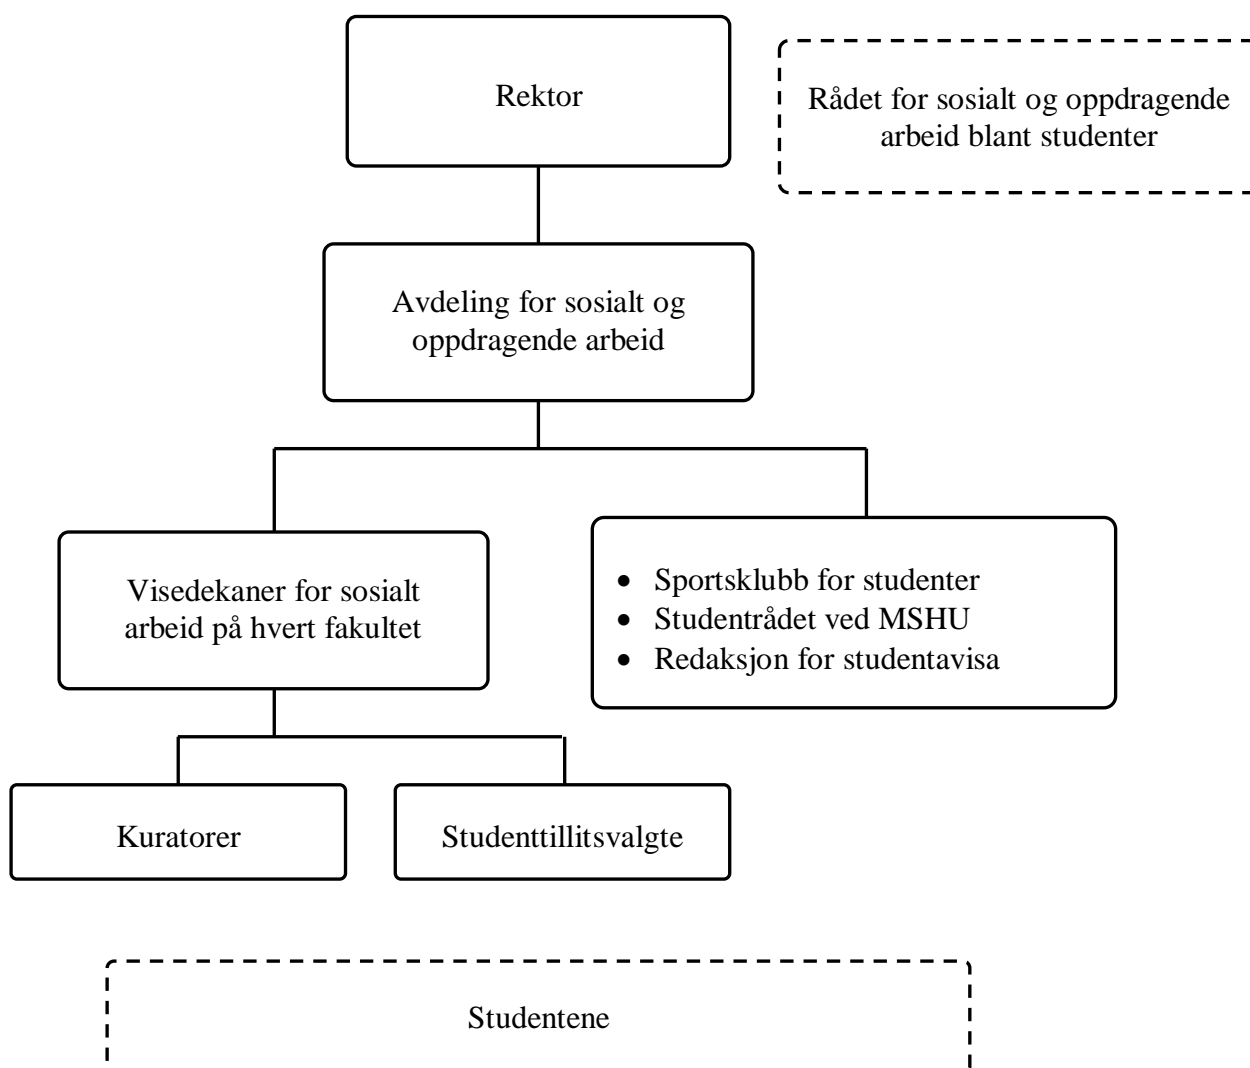 Rektor
Rådet for sosialt og oppdragende
arbeid blant studenter
Avdeling for sosialt og
oppdragende arbeid
Visedekaner for sosialt
arbeid på hvert fakultet
• Sportsklubb for studenter
• Studentrådet ved MSHU
• Redaksjon for studentavisa
Kuratorer
Studenttillitsvalgte
Studentene